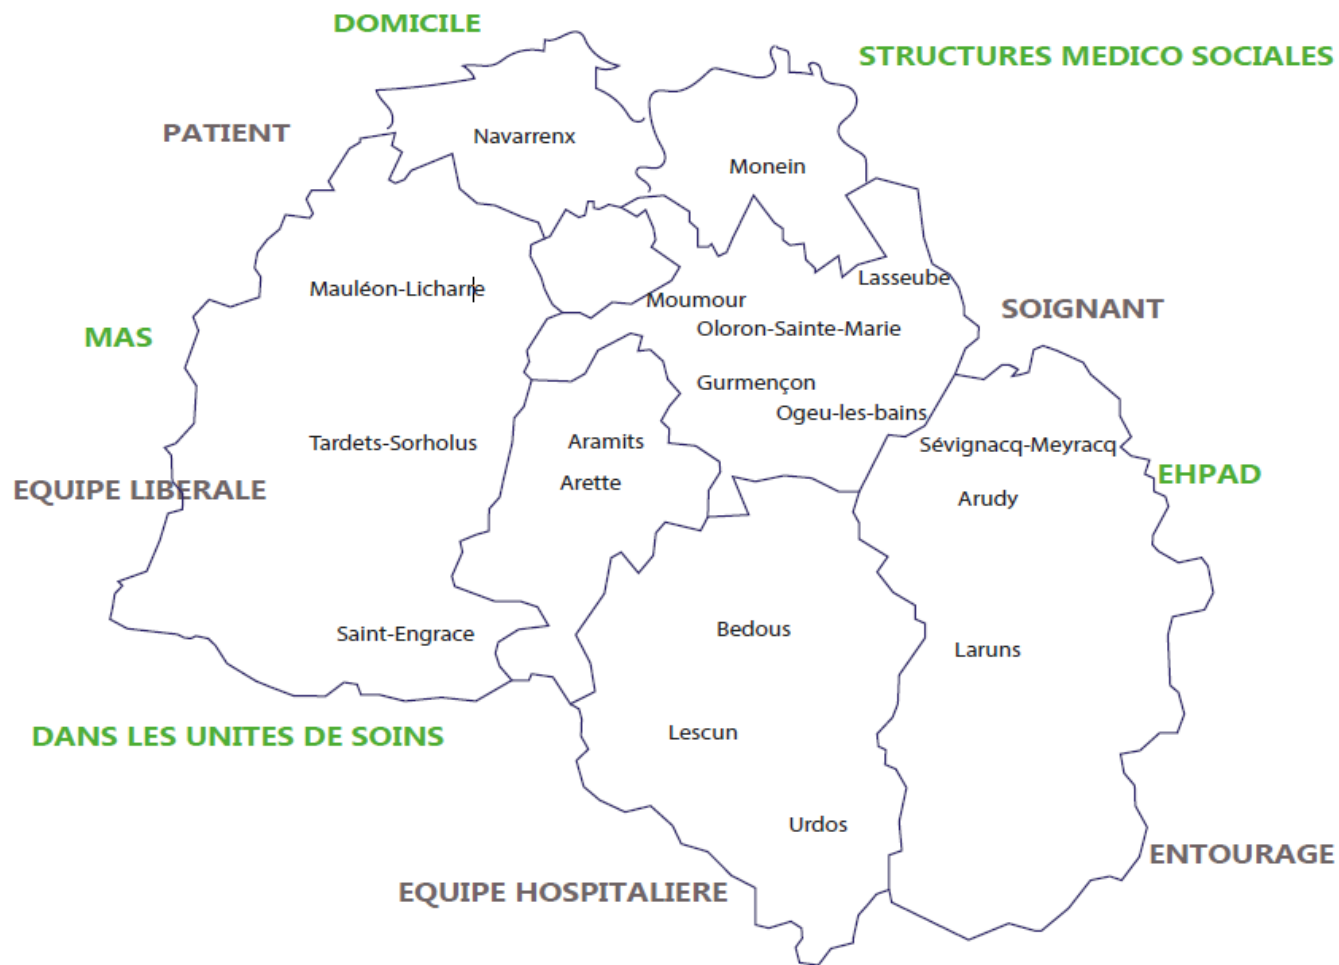 DOMICILE
STRUCTURES MEDICO SOCIALES
PATIENT
Navarrenx
Monein
Lasseube
Mauléon-Licharre
Moumour
SOIGNANT
Oloron-Sainte-Marie
MAS
Gurmençon
Ogeu-les-bains
Tardets-Sorholus
Aramits
Sévignacq-Meyracq
EHPAD
Arette
EQUIPE LIBERALE
Arudy
Bedous
Saint-Engrace
Laruns
Lescun
DANS LES UNITES DE SOINS
Urdos
ENTOURAGE
EQUIPE HOSPITALIERE